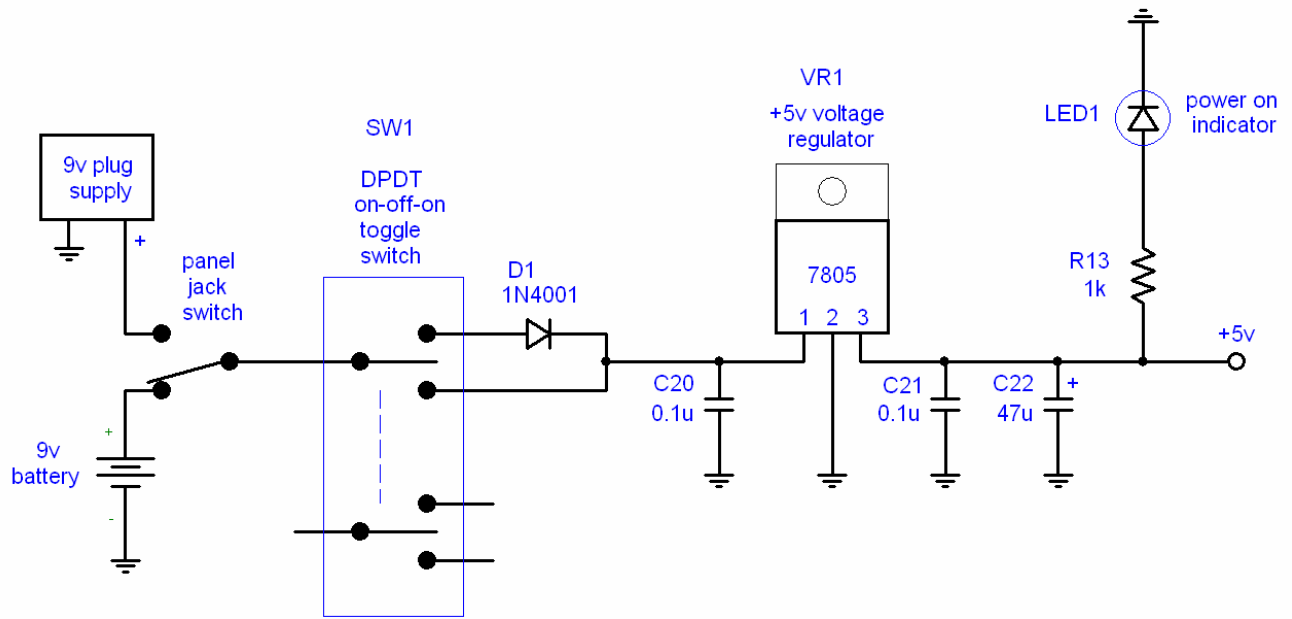 9v plug
supply
+
panel
jack
switch
+
9v
battery
-
SW1
DPDT
on-off-on
toggle
switch
D1
1N4001
VR1
+5v voltage
regulator
7805
1 2 3
C20
0.1u
C21
0.1u
C22
47u
+
LED1
power on
indicator
R13
1k
+5v